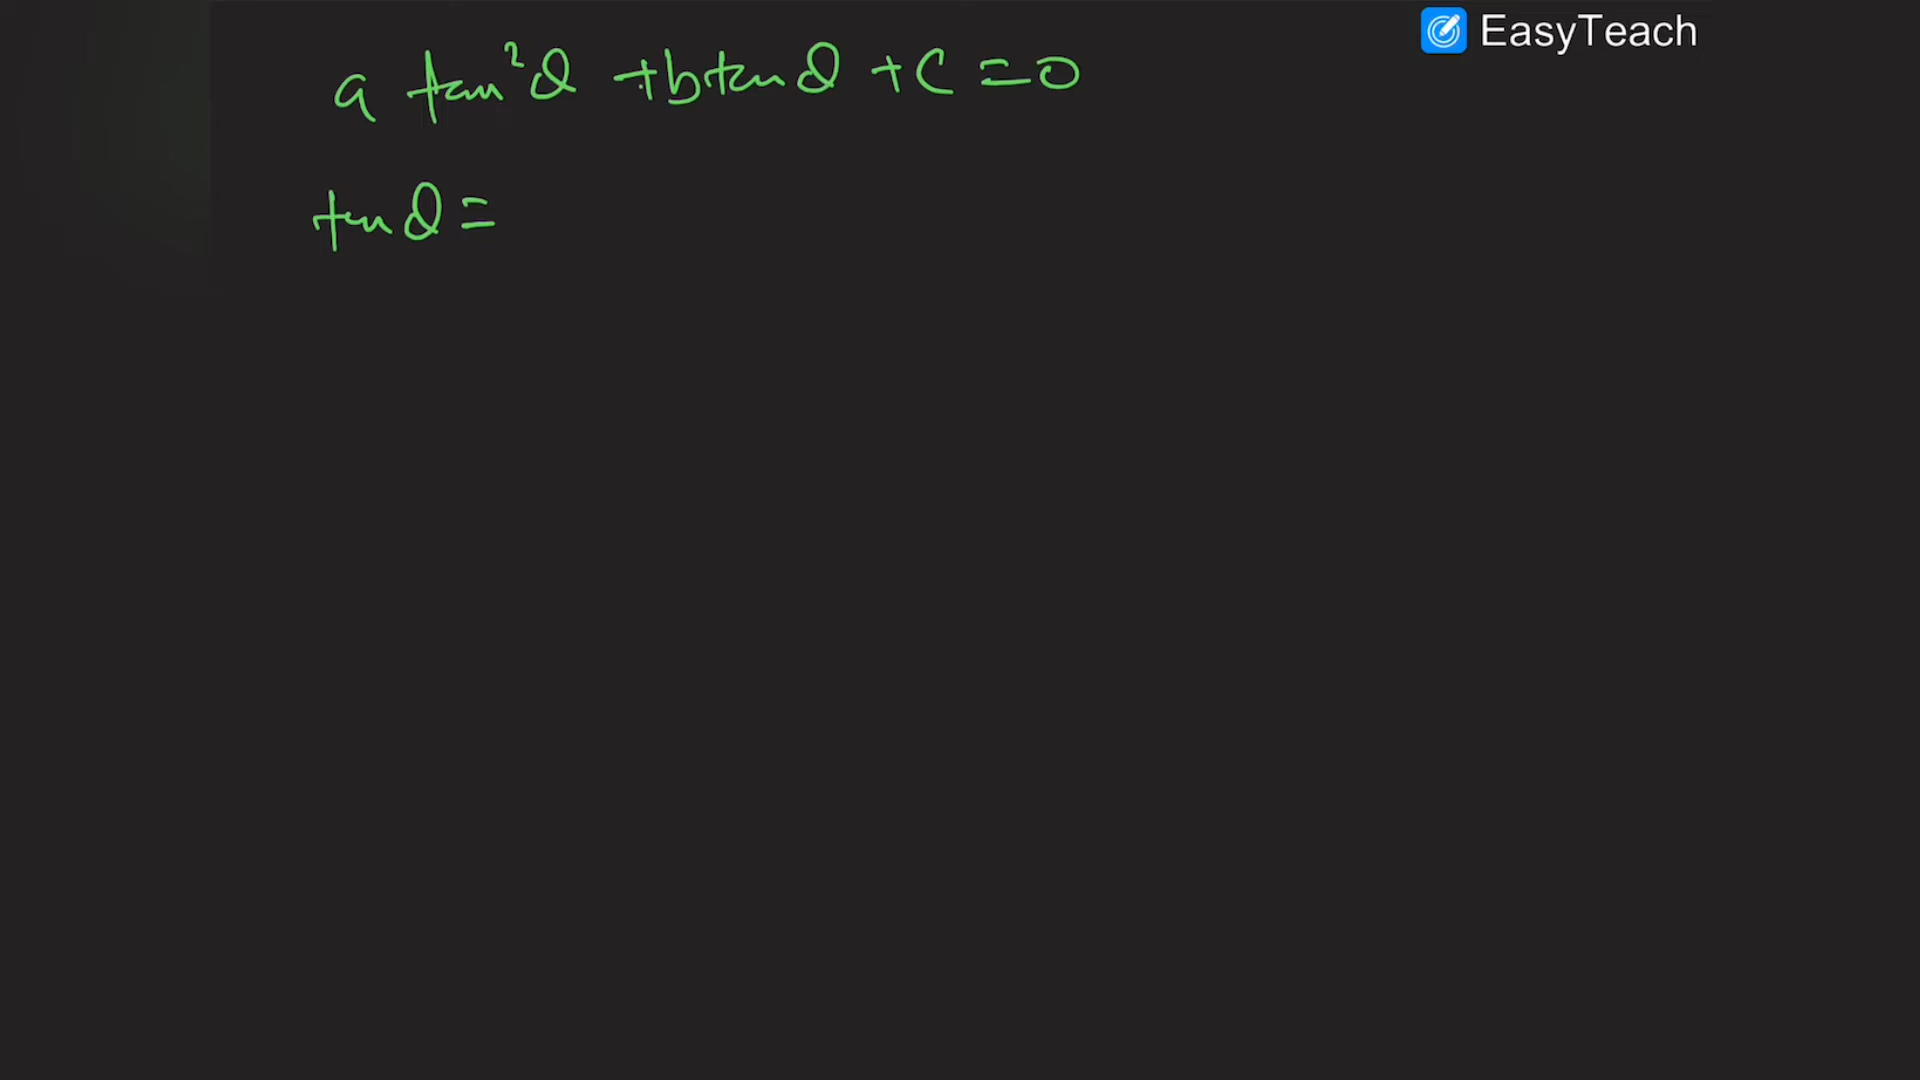 EasyTeach
a tan²θ + b tan θ + c = 0
tan θ =